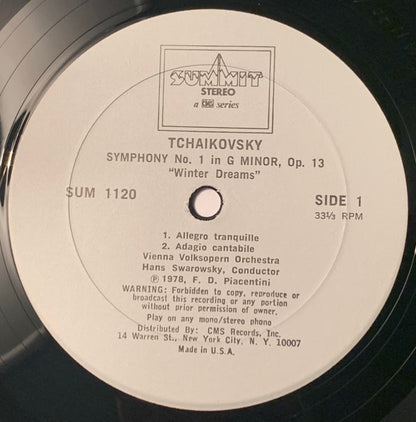 SUMMIT
STEREO
a CMS series
TCHAIKOVSKY
SYMPHONY No. 1 in G MINOR, Op. 13
"Winter Dreams"
SUM 1120
SIDE 1
33⅓ RPM
1. Allegro tranquille
2. Adagio cantabile
Vienna Volksopern Orchestra
Hans Swarowsky, Conductor
℗ 1978, F. D. Piacentini
WARNING: Forbidden to copy, reproduce or
broadcast this recording or any portion
without prior permission of owner.
Play on any mono/stereo phono
Distributed By: CMS Records, Inc.
14 Warren St., New York City, N. Y. 10007
Made in U.S.A.